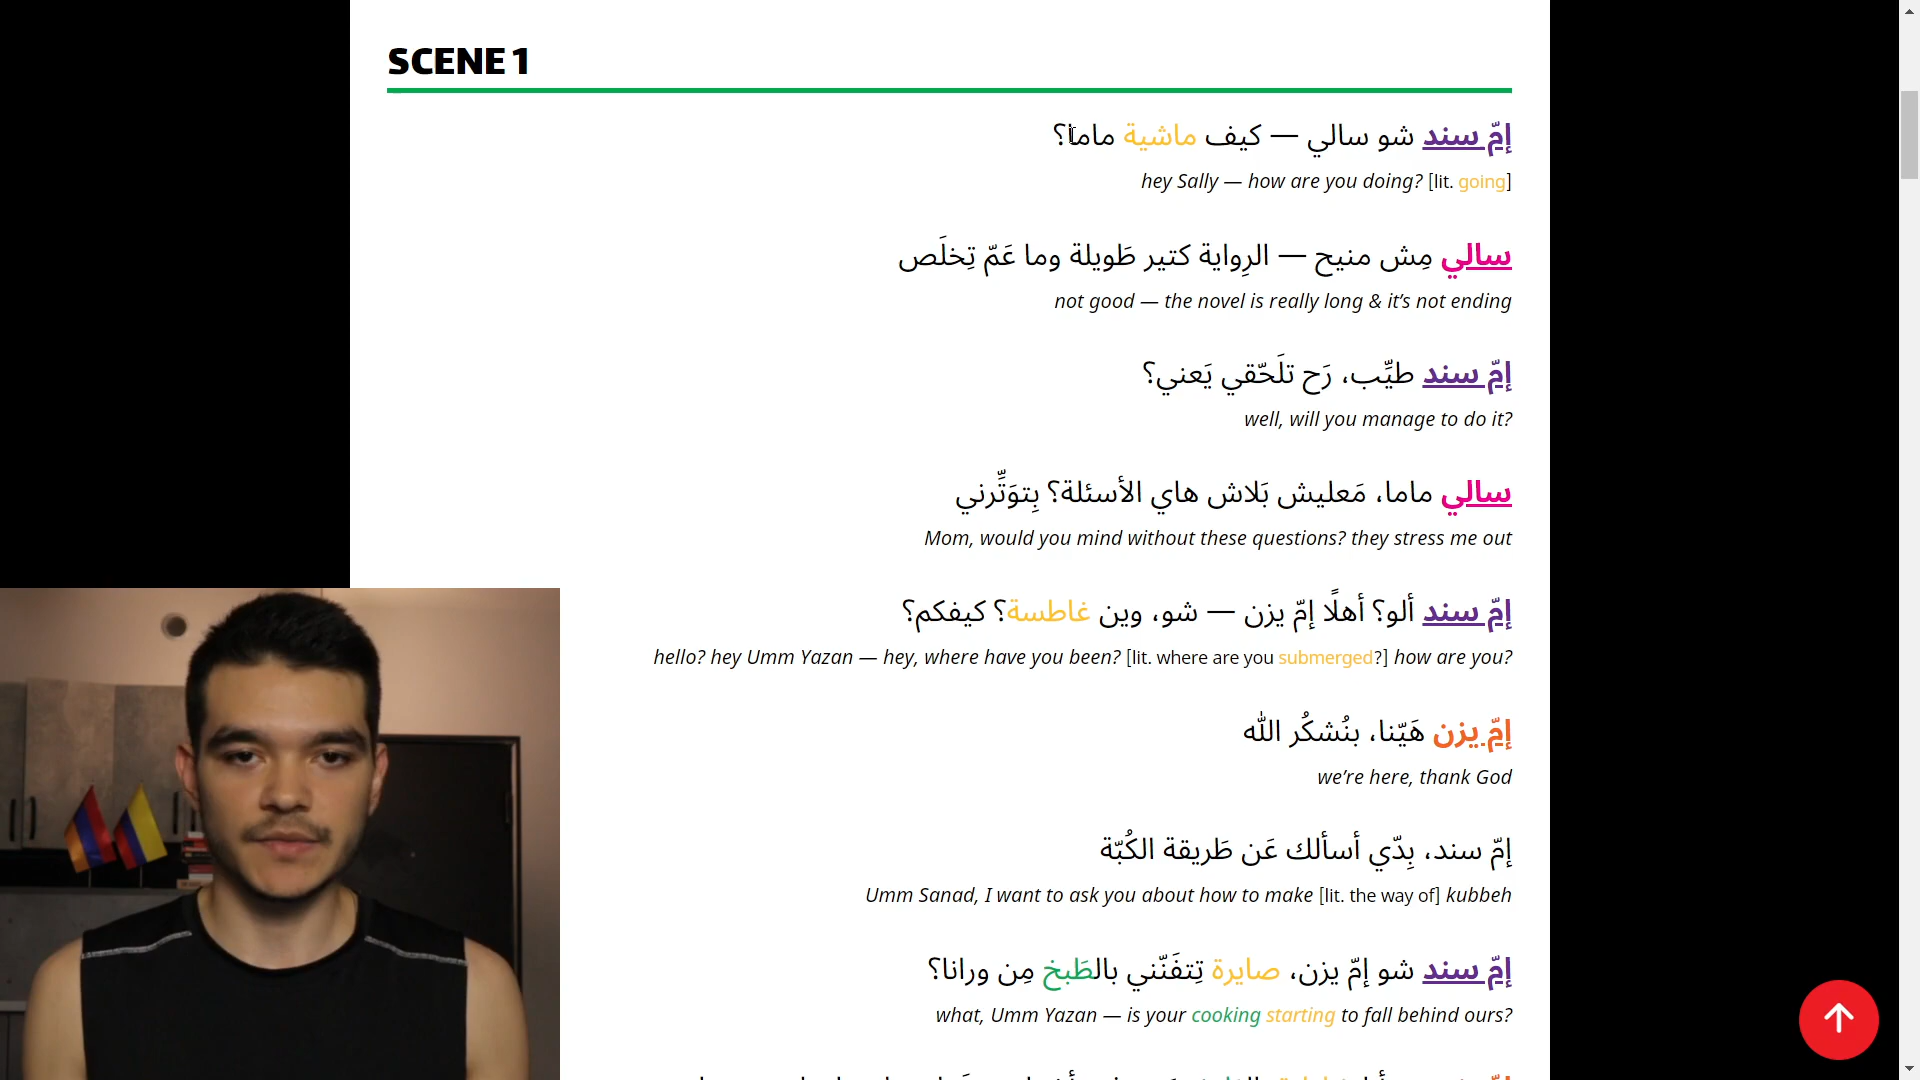 SCENE 1
إمّ سند شو سالي — كيف ماشية ماما؟
hey Sally — how are you doing? [lit. going]
سالي مِش منيح — الرِواية كتير طَويلة وما عَمّ تِخلَص
not good — the novel is really long & it's not ending
إمّ سند طيِّب، رَح تلَحّقي يَعني؟
well, will you manage to do it?
سالي ماما، مَعليش بَلاش هاي الأسئلة؟ بِتوَتِّرني
Mom, would you mind without these questions? they stress me out
إمّ سند ألو؟ أهلًا إمّ يزن — شو، وين غاطسة؟ كيفكم؟
hello? hey Umm Yazan — hey, where have you been? [lit. where are you submerged?] how are you?
إمّ يزن هَيّنا، بنُشكُر الله
we're here, thank God
إمّ سند، بِدّي أسألك عَن طَريقة الكُبّة
Umm Sanad, I want to ask you about how to make [lit. the way of] kubbeh
إمّ سند شو إمّ يزن، صايرة تِتفَنّني بالطَبخ مِن ورانا؟
what, Umm Yazan — is your cooking starting to fall behind ours?